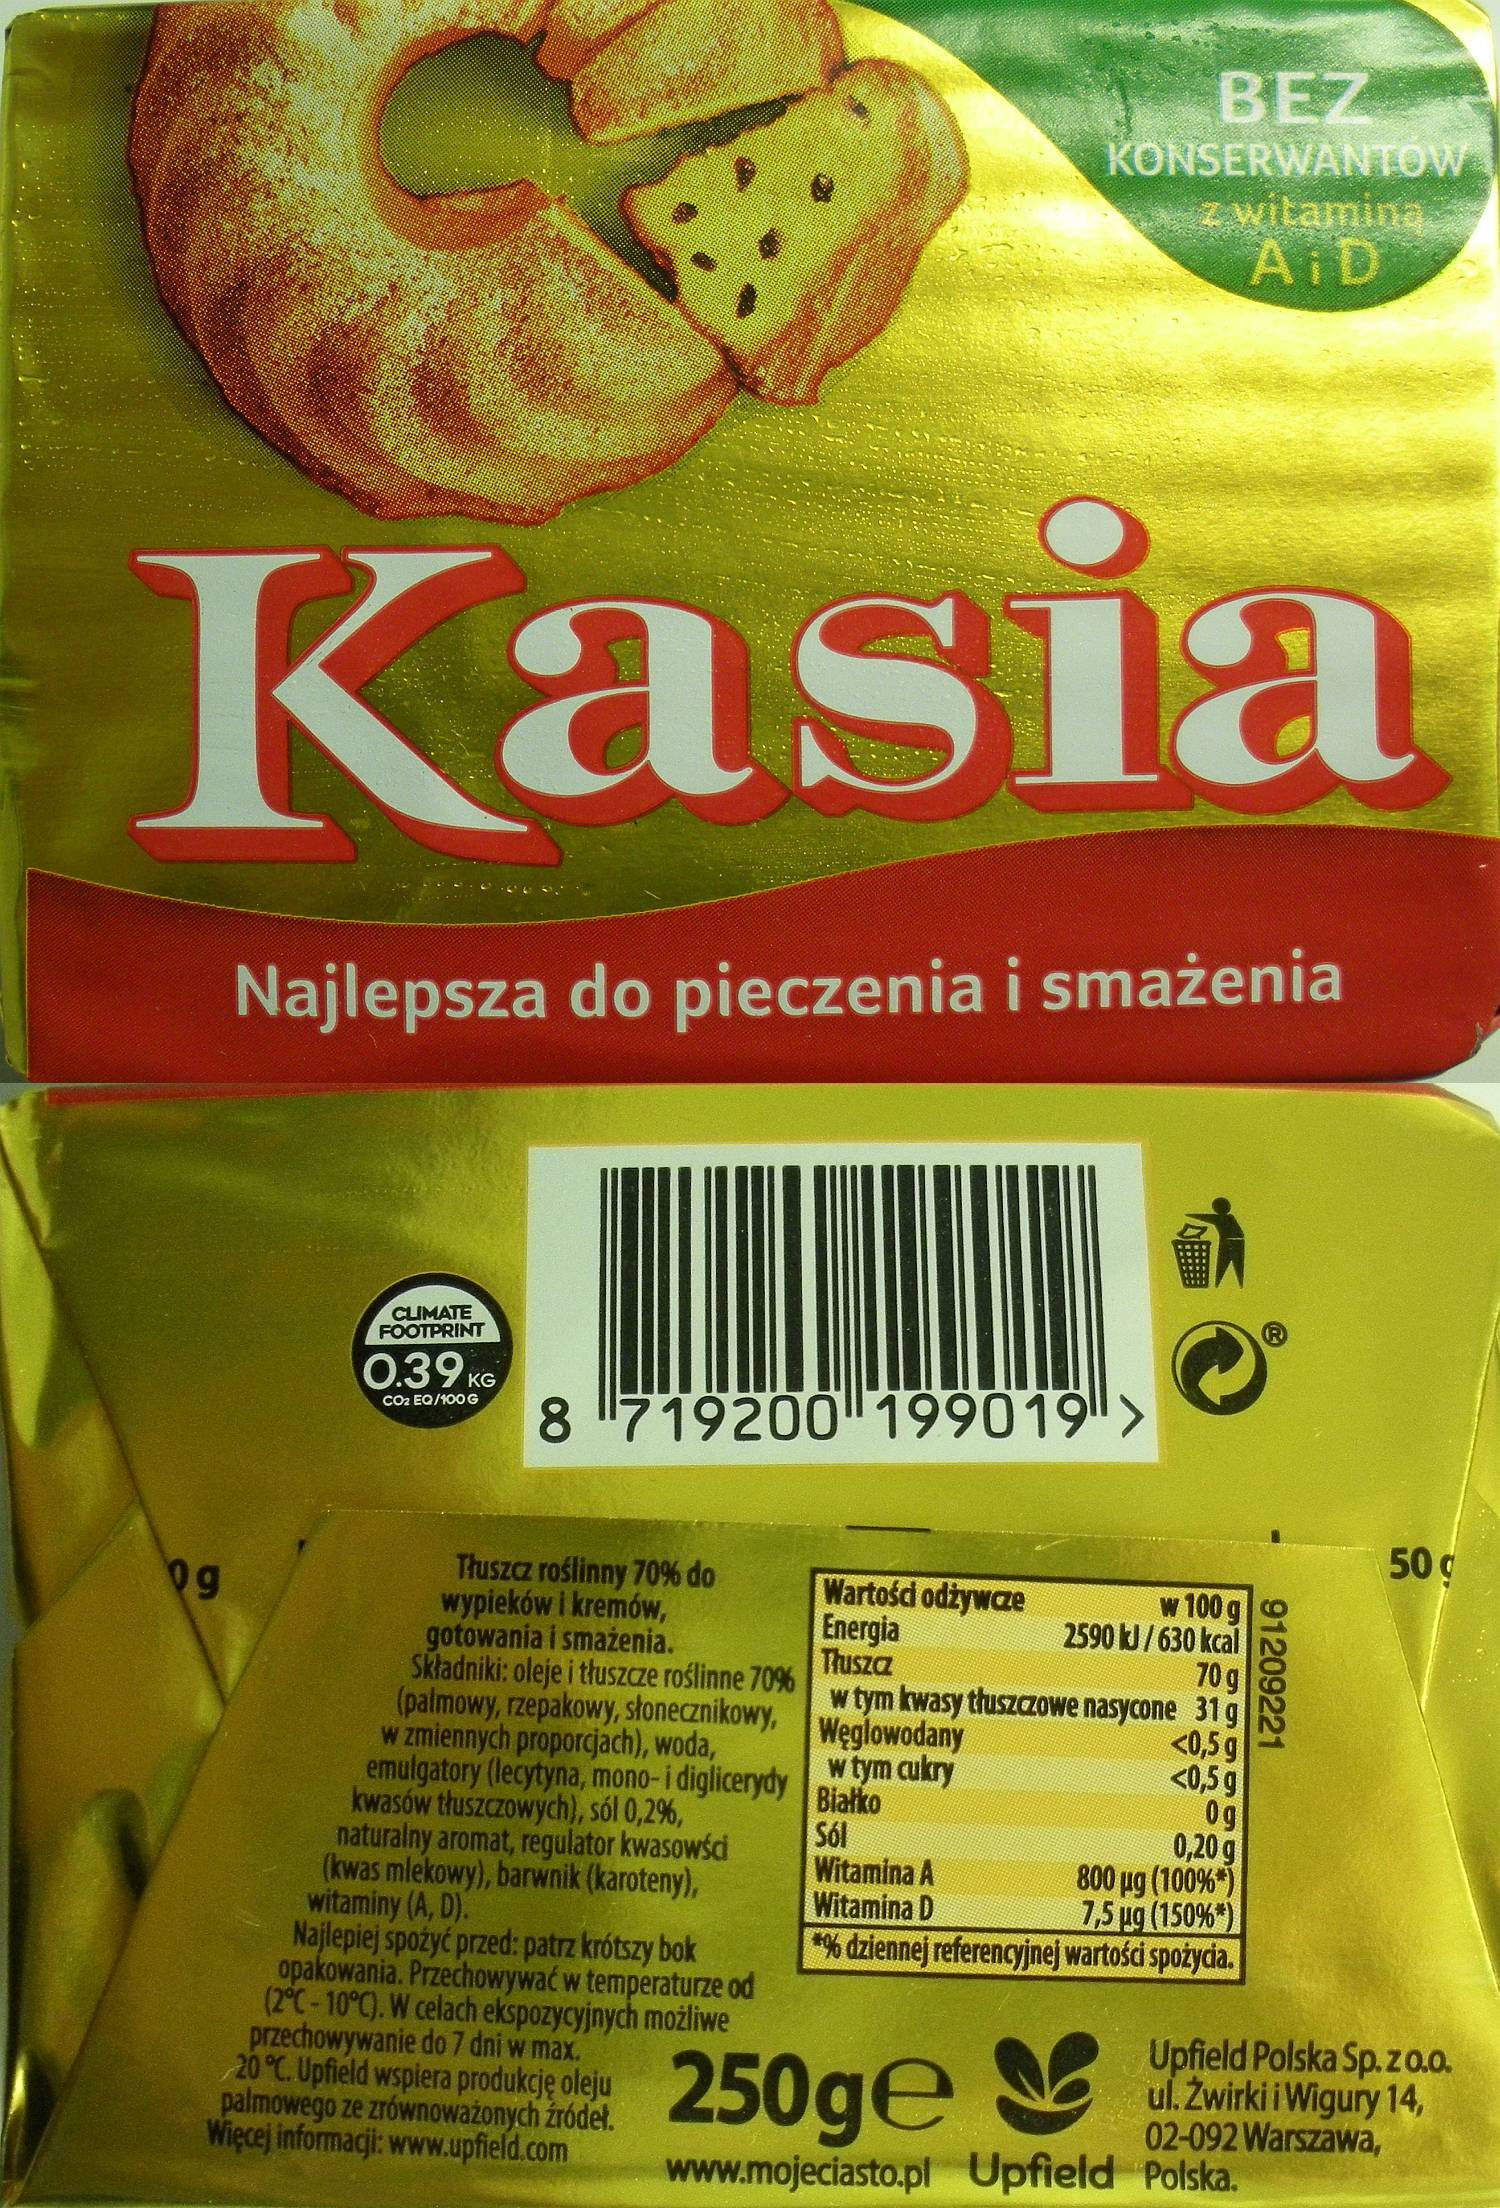 BEZ
KONSERWANTÓW
z witaminą
A i D
Kasia
Najlepsza do pieczenia i smażenia
CLIMATE
FOOTPRINT
0.39 KG
CO2 EQ/100 G
8 719200 199019 >
®
0 g
50 g
Tłuszcz roślinny 70% do
wypieków i kremów,
gotowania i smażenia.
Składniki: oleje i tłuszcze roślinne 70%
(palmowy, rzepakowy, słonecznikowy,
w zmiennych proporcjach), woda,
emulgatory (lecytyna, mono- i diglicerydy
kwasów tłuszczowych), sól 0,2%,
naturalny aromat, regulator kwasowści
(kwas mlekowy), barwnik (karoteny),
witaminy (A, D).
Najlepiej spożyć przed: patrz krótszy bok
opakowania. Przechowywać w temperaturze od
(2°C - 10°C). W celach ekspozycyjnych możliwe
przechowywanie do 7 dni w max.
20 °C. Upfield wspiera produkcję oleju
palmowego ze zrównoważonych źródeł.
Więcej informacji: www.upfield.com
Wartości odżywcze w 100 g
Energia 2590 kJ / 630 kcal
Tłuszcz 70 g
w tym kwasy tłuszczowe nasycone 31 g
Węglowodany <0,5 g
w tym cukry <0,5 g
Białko 0 g
Sól 0,20 g
Witamina A 800 µg (100%*)
Witamina D 7,5 µg (150%*)
*% dziennej referencyjnej wartości spożycia.
91209221
250g e
www.mojeciasto.pl
Upfield
Upfield Polska Sp. z o.o.
ul. Żwirki i Wigury 14,
02-092 Warszawa,
Polska.